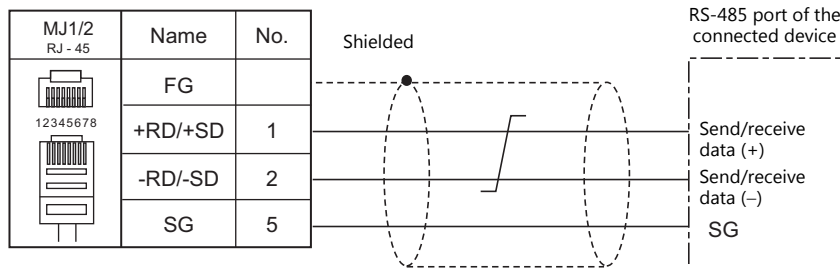 MJ1/2
RJ - 45
Name
No.
Shielded
RS-485 port of the
connected device
FG
12345678
+RD/+SD
1
Send/receive
data (+)
-RD/-SD
2
Send/receive
data (−)
SG
5
SG